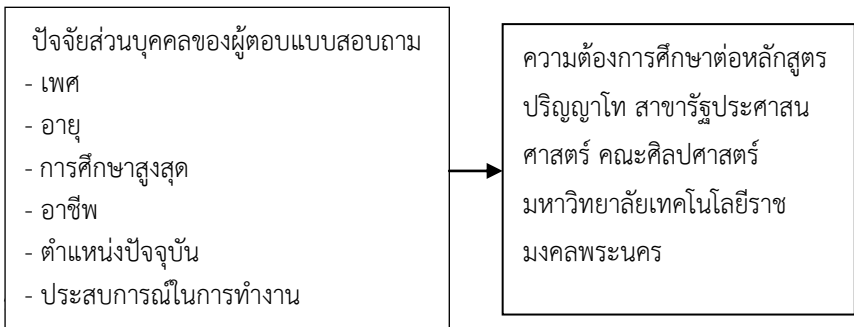 ปัจจัยส่วนบุคคลของผู้ตอบแบบสอบถาม
- เพศ
- อายุ
- การศึกษาสูงสุด
- อาชีพ
- ตำแหน่งปัจจุบัน
- ประสบการณ์ในการทำงาน
ความต้องการศึกษาต่อหลักสูตร
ปริญญาโท สาขารัฐประศาสน
ศาสตร์ คณะศิลปศาสตร์
มหาวิทยาลัยเทคโนโลยีราช
มงคลพระนคร